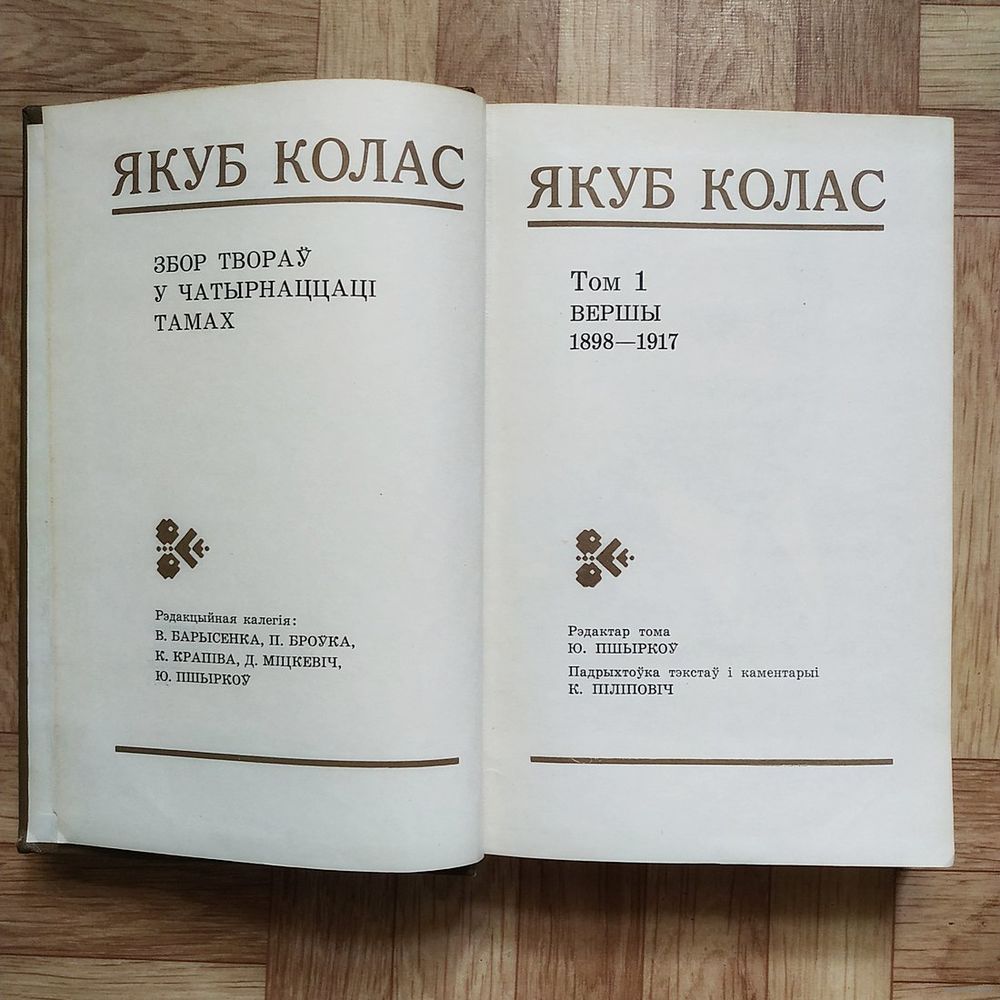 ЯКУБ КОЛАС
ЗБОР ТВОРАЎ
У ЧАТЫРНАЦЦАЦІ
ТАМАХ
Рэдакцыйная калегія:
В. БАРЫСЕНКА, П. БРОЎКА,
К. КРАПІВА, Д. МІЦКЕВІЧ,
Ю. ПШЫРКОЎ
ЯКУБ КОЛАС
Том 1
ВЕРШЫ
1898—1917
Рэдактар тома
Ю. ПШЫРКОЎ
Падрыхтоўка тэкстаў і каментарыі
К. ПІЛІПОВІЧ